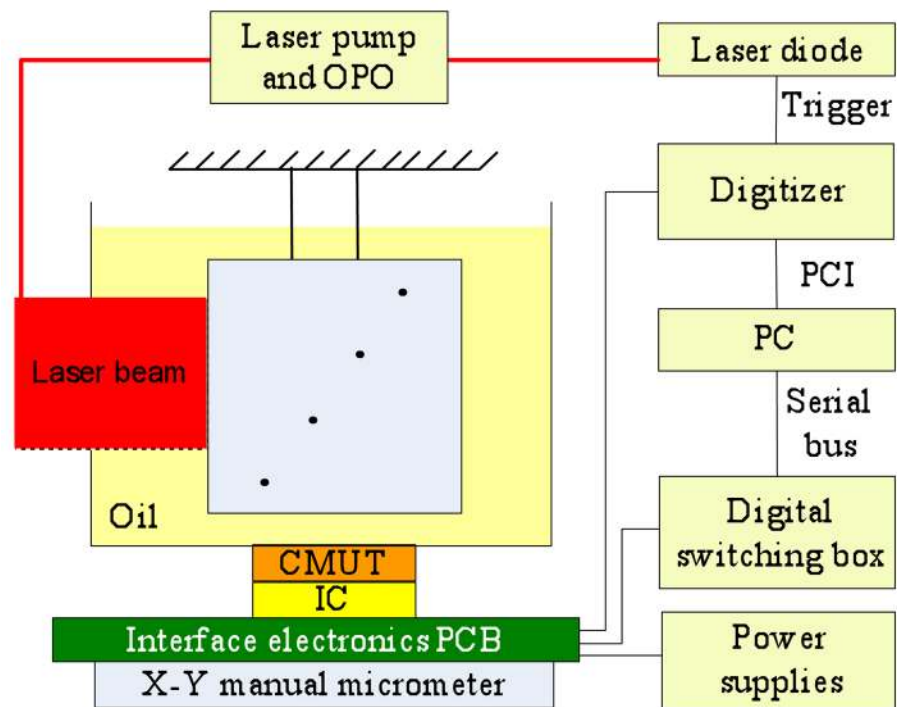 Laser pump
and OPO
Laser diode
Trigger
Digitizer
PCI
PC
Laser beam
Serial
bus
Oil
Digital
switching box
CMUT
IC
Interface electronics PCB
Power
supplies
X-Y manual micrometer